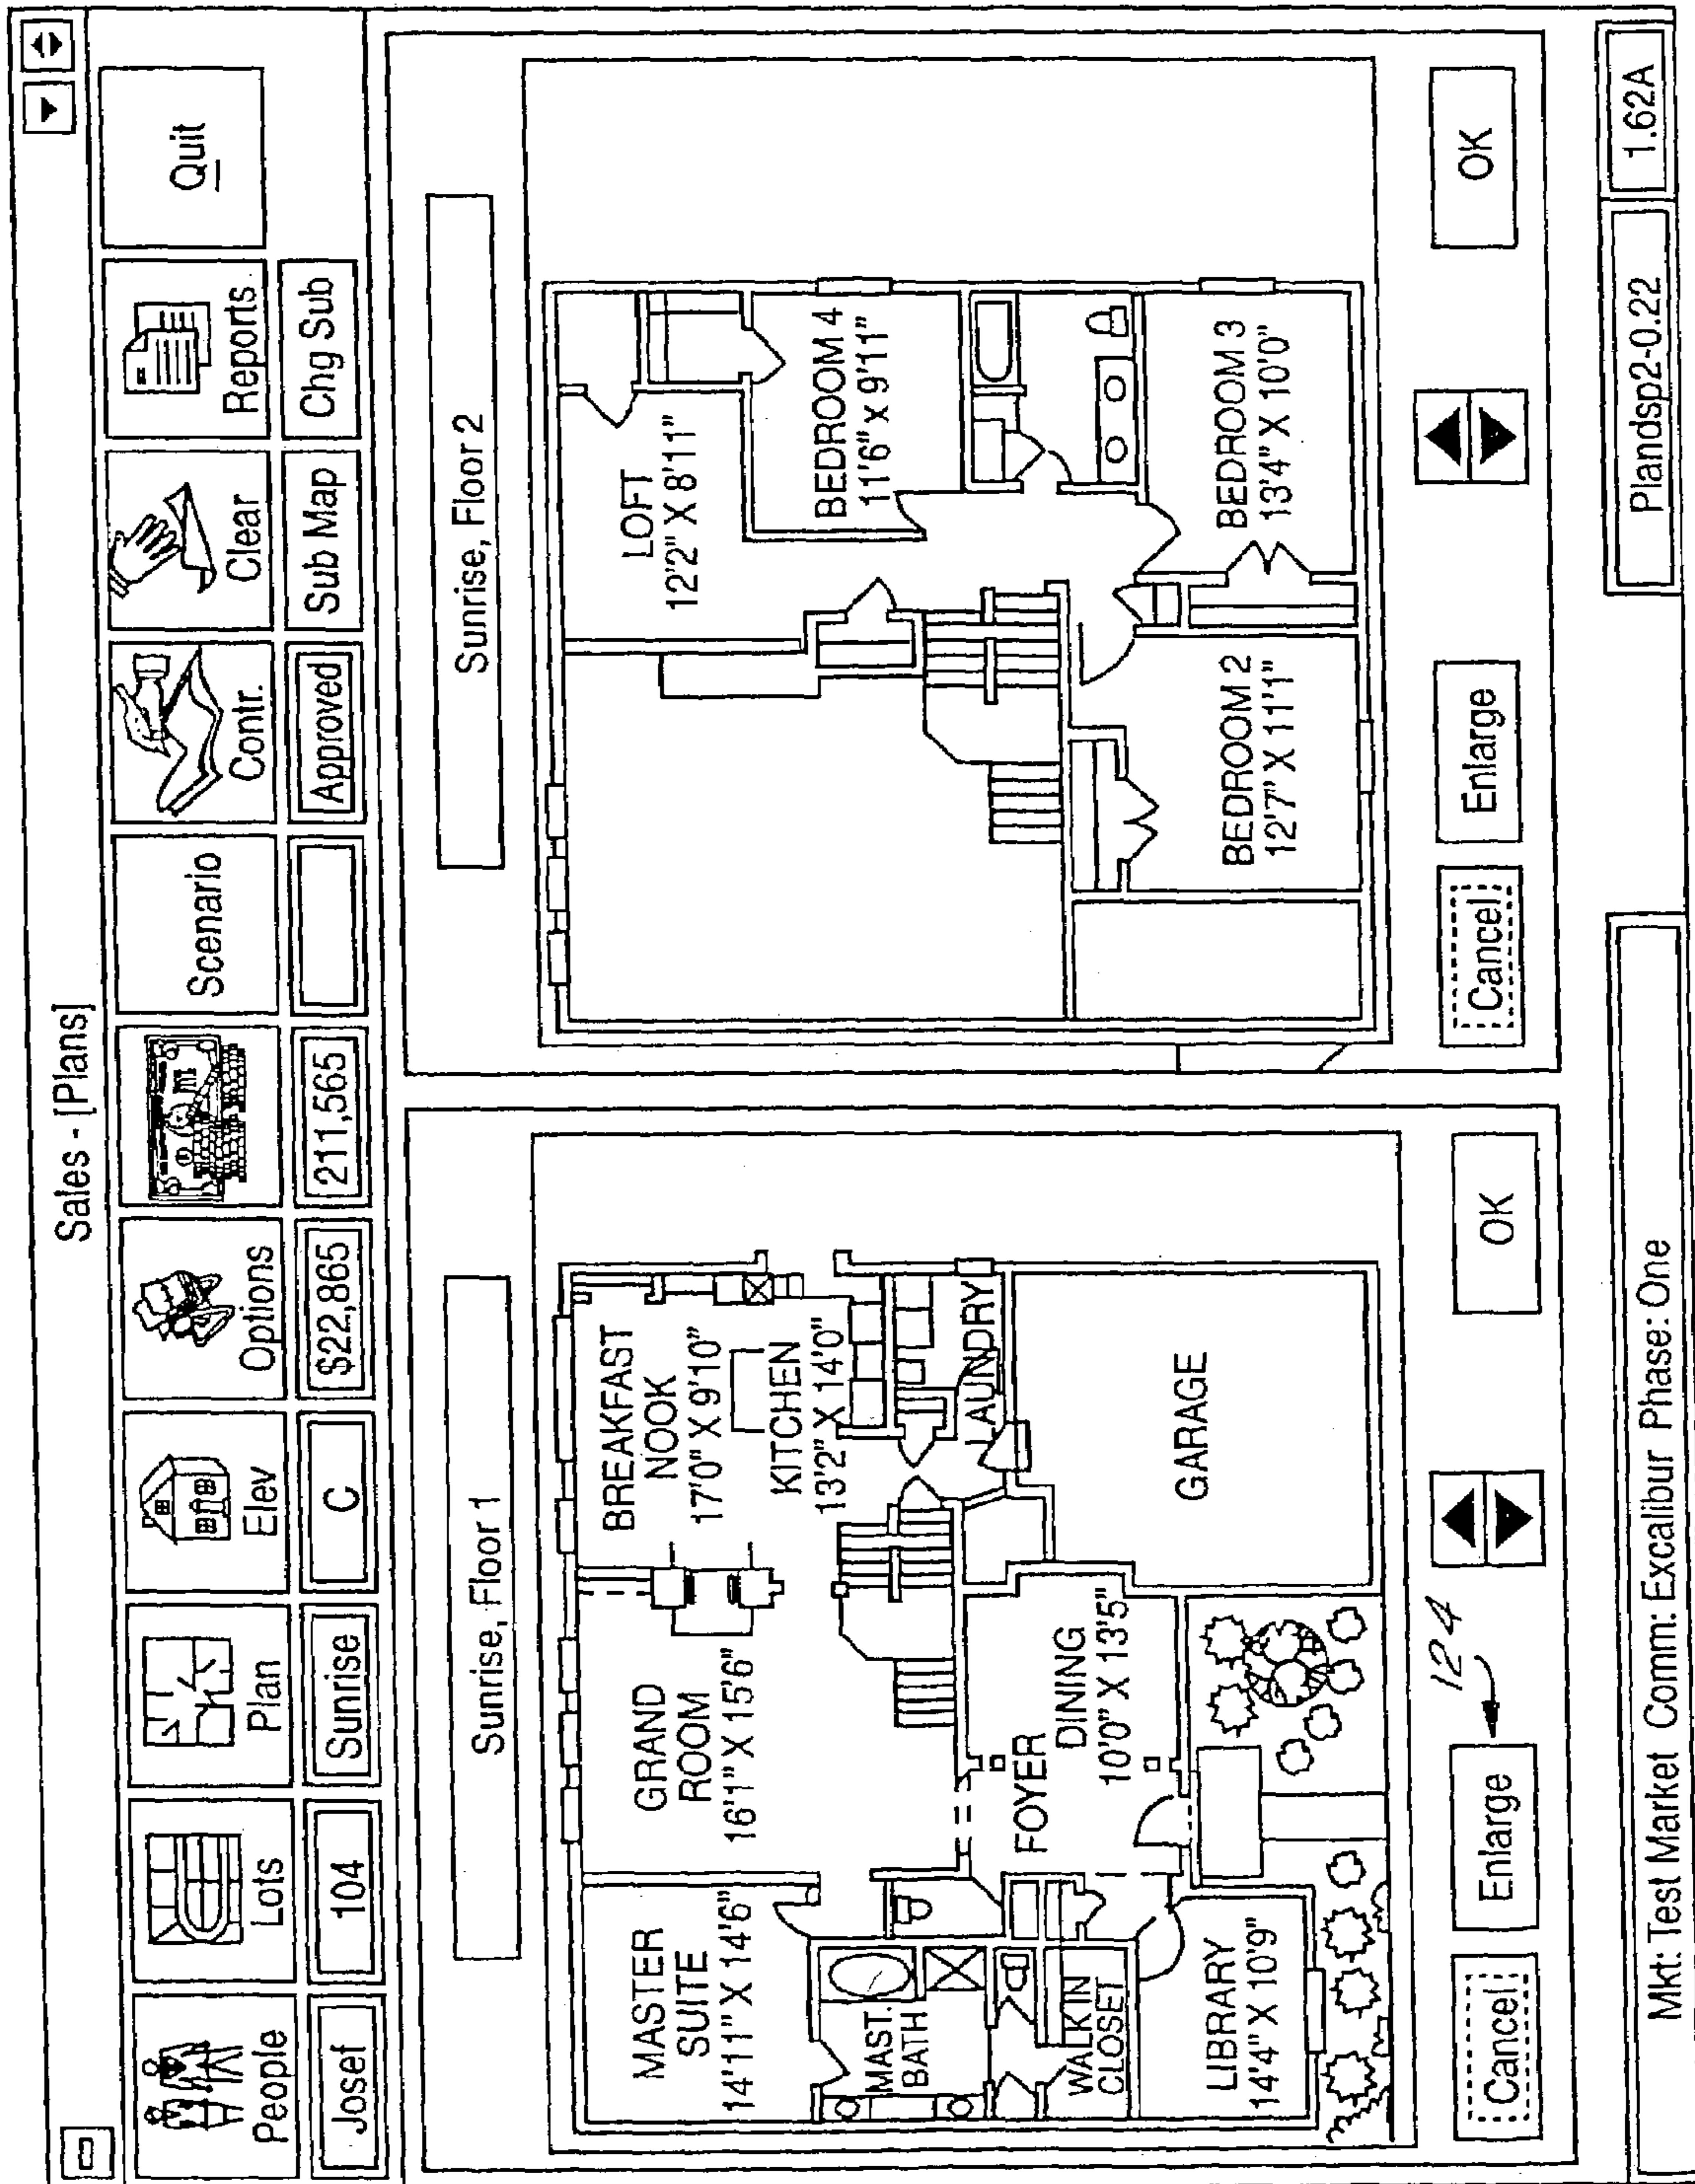 Sales - [Plans]
People
Lots
Plan
Elev
Options
Scenario
Contr.
Clear
Reports
Quit
Josef
104
Sunrise
C
$22,865
211,565
Approved
Sub Map
Chg Sub
Sunrise, Floor 1
MASTER
SUITE
14'11" X 14'6"
GRAND
ROOM
16'1" X 15'6"
BREAKFAST
NOOK
17'0" X 9'10"
KITCHEN
13'2" X 14'0"
MAST.
BATH
LAUNDRY
WALK IN
CLOSET
FOYER
DINING
10'0" X 13'5"
GARAGE
LIBRARY
14'4" X 10'9"
Cancel
Enlarge
124
OK
Sunrise, Floor 2
LOFT
12'2" X 8'11"
BEDROOM 4
11'6" x 9'11"
BEDROOM 2
12'7" X 11'1"
BEDROOM 3
13'4" X 10'0"
Cancel
Enlarge
OK
Mkt: Test Market Comm: Excalibur Phase: One
Plandsp2-0.22
1.62A